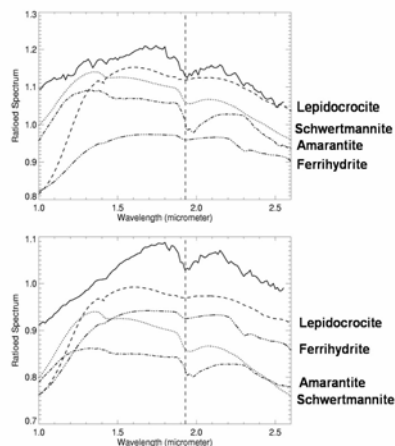 1.3
1.2
1.1
1.0
0.9
0.8
Ratioed Spectrum
1.0 1.5 2.0 2.5
Wavelength (micrometer)
Lepidocrocite
Schwertmannite
Amarantite
Ferrihydrite
1.1
1.0
0.9
0.8
0.7
Ratioed Spectrum
1.0 1.5 2.0 2.5
Wavelength (micrometer)
Lepidocrocite
Ferrihydrite
Amarantite
Schwertmannite